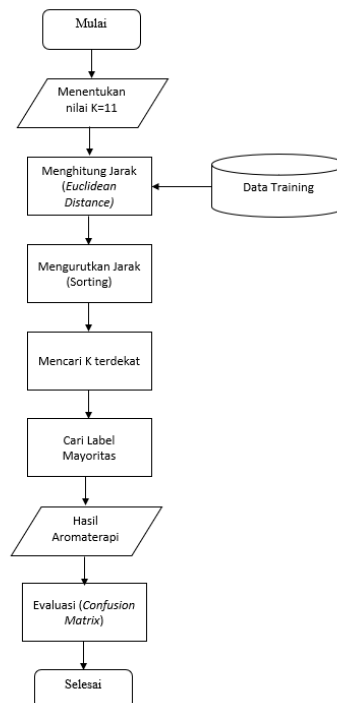 Mulai
Menentukan
nilai K=11
Menghitung Jarak
(Euclidean
Distance)
Data Training
Mengurutkan Jarak
(Sorting)
Mencari K terdekat
Cari Label
Mayoritas
Hasil
Aromaterapi
Evaluasi (Confusion
Matrix)
Selesai